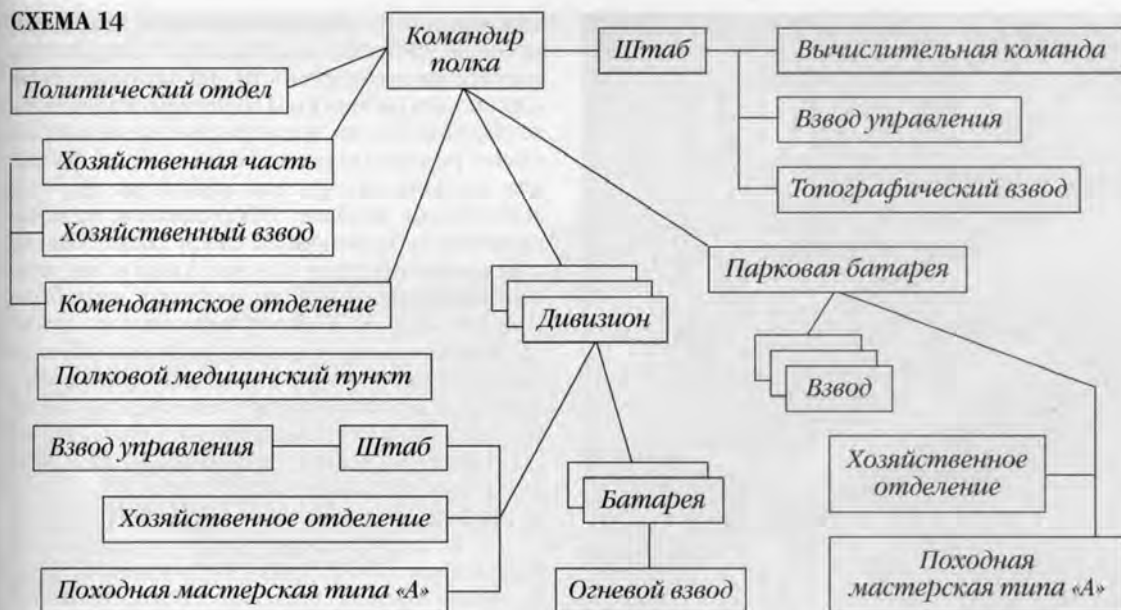 СХЕМА 14
Командир
полка
Штаб
Вычислительная команда
Политический отдел
Взвод управления
Хозяйственная часть
Топографический взвод
Хозяйственный взвод
Парковая батарея
Комендантское отделение
Дивизион
Полковой медицинский пункт
Взвод
Взвод управления
Штаб
Хозяйственное
отделение
Батарея
Хозяйственное отделение
Походная
мастерская типа «А»
Походная мастерская типа «А»
Огневой взвод